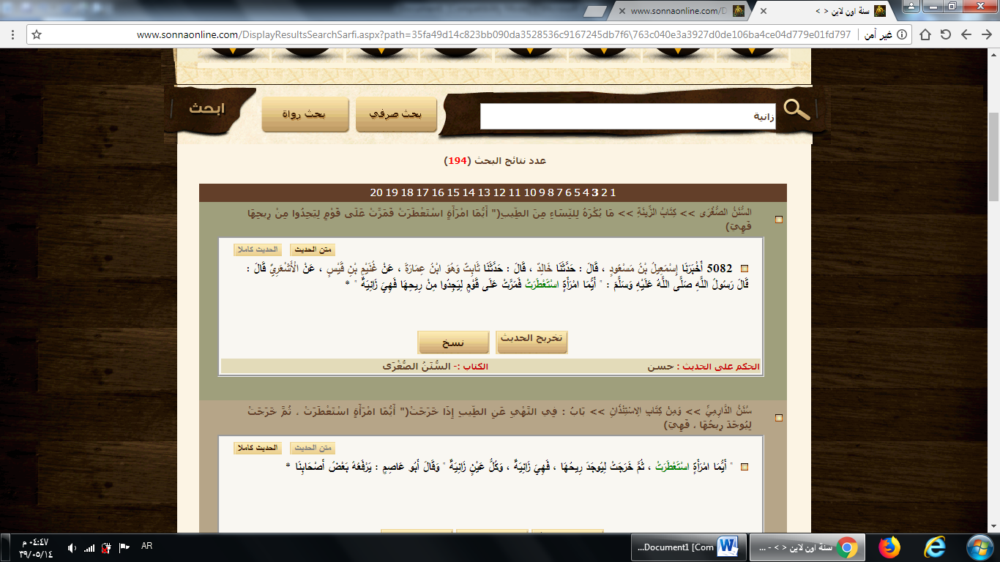 سنة اون لاين < >
www.sonnaonline.com/D
غير آمن
www.sonnaonline.com/DisplayResultsSearchSarfi.aspx?path=35fa49d14c823bb090da3528536c9167245db7f6\763c040e3a3927d0de106ba4ce04d779e01fd797
زانية
بحث صرفي
بحث رواة
ابحث
عدد نتائج البحث (194)
1 2 3 4 5 6 7 8 9 10 11 12 13 14 15 16 17 18 19 20
السُّنَنُ الصُّغْرَى >> كِتَابُ الزِّينَةِ >> مَا يُكْرَهُ لِلنِّسَاءِ مِنَ الطِّيبِ(" أَيُّمَا امْرَأَةٍ اسْتَعْطَرَتْ فَمَرَّتْ عَلَى قَوْمٍ لِيَجِدُوا مِنْ رِيحِهَا
فَهِيَ)
متن الحديث
الحديث كاملا
5082 أَخْبَرَنَا إِسْمَعِيلُ بْنُ مَسْعُودٍ ، قَالَ : حَدَّثَنَا خَالِدٌ ، قَالَ : حَدَّثَنَا ثَابِتٌ وَهُوَ ابْنُ عِمَارَةَ ، عَنْ غُنَيْمِ بْنِ قَيْسٍ ، عَنْ الْأَشْعَرِيِّ قَالَ :
قَالَ رَسُولُ اللَّهِ صَلَّى اللَّهُ عَلَيْهِ وَسَلَّمَ : " أَيُّمَا امْرَأَةٍ اسْتَعْطَرَتْ فَمَرَّتْ عَلَى قَوْمٍ لِيَجِدُوا مِنْ رِيحِهَا فَهِيَ زَانِيَةٌ " *
تخريج الحديث
نسخ
الحكم على الحديث : حسن
الكتاب :- السُّنَنُ الصُّغْرَى
سُنَنُ الدَّارِمِيِّ >> وَمِنْ كِتَابِ الِاسْتِئْذَانِ >> بَابُ : فِي النَّهْيِ عَنِ الطِّيبِ إِذَا خَرَجَتْ(" أَيُّمَا امْرَأَةٍ اسْتَعْطَرَتْ ، ثُمَّ خَرَجَتْ
لِيُوجَدَ رِيحُهَا ، فَهِيَ)
متن الحديث
الحديث كاملا
" أَيُّمَا امْرَأَةٍ اسْتَعْطَرَتْ ، ثُمَّ خَرَجَتْ لِيُوجَدَ رِيحُهَا ، فَهِيَ زَانِيَةٌ ، وَكُلُّ عَيْنٍ زَانِيَةٌ " وَقَالَ أَبُو عَاصِمٍ : يَرْفَعُهُ بَعْضُ أَصْحَابِنَا *
سنة اون لاين < > - ...
Document1 [Com...
AR
٠٤:٤٧ م
٣٩/٠٥/١٤